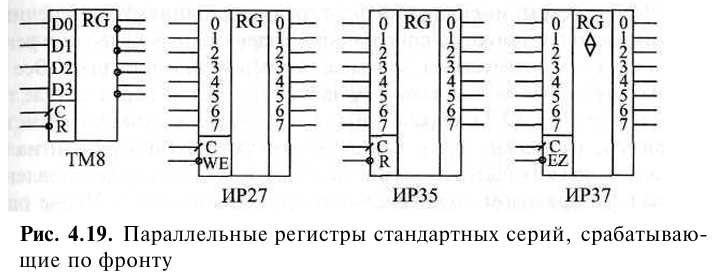 D0 RG
D1
D2
D3
C
R
TM8
0 RG 0
1 1
2 2
3 3
4 4
5 5
6 6
7 7
C
WE
ИР27
0 RG 0
1 1
2 2
3 3
4 4
5 5
6 6
7 7
C
R
ИР35
0 RG 0
1 1
2 2
3 3
4 4
5 5
6 6
7 7
C
EZ
ИР37
Рис. 4.19. Параллельные регистры стандартных серий, срабатываю-
щие по фронту